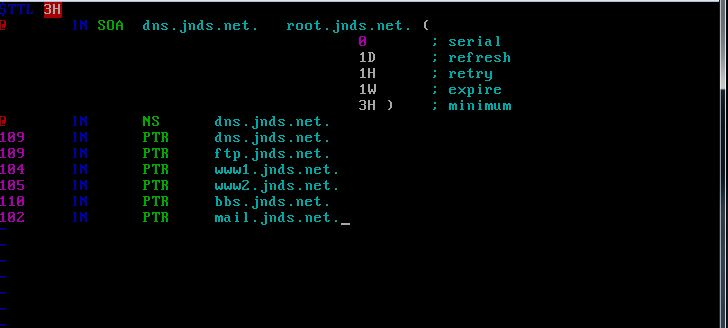 $TTL 3H
@ IN SOA dns.jnds.net. root.jnds.net. (
0 ; serial
1D ; refresh
1H ; retry
1W ; expire
3H ) ; minimum
@ IN NS dns.jnds.net.
109 IN PTR dns.jnds.net.
109 IN PTR ftp.jnds.net.
104 IN PTR www1.jnds.net.
105 IN PTR www2.jnds.net.
110 IN PTR bbs.jnds.net.
102 IN PTR mail.jnds.net.
~
~
~
~
~
~
~